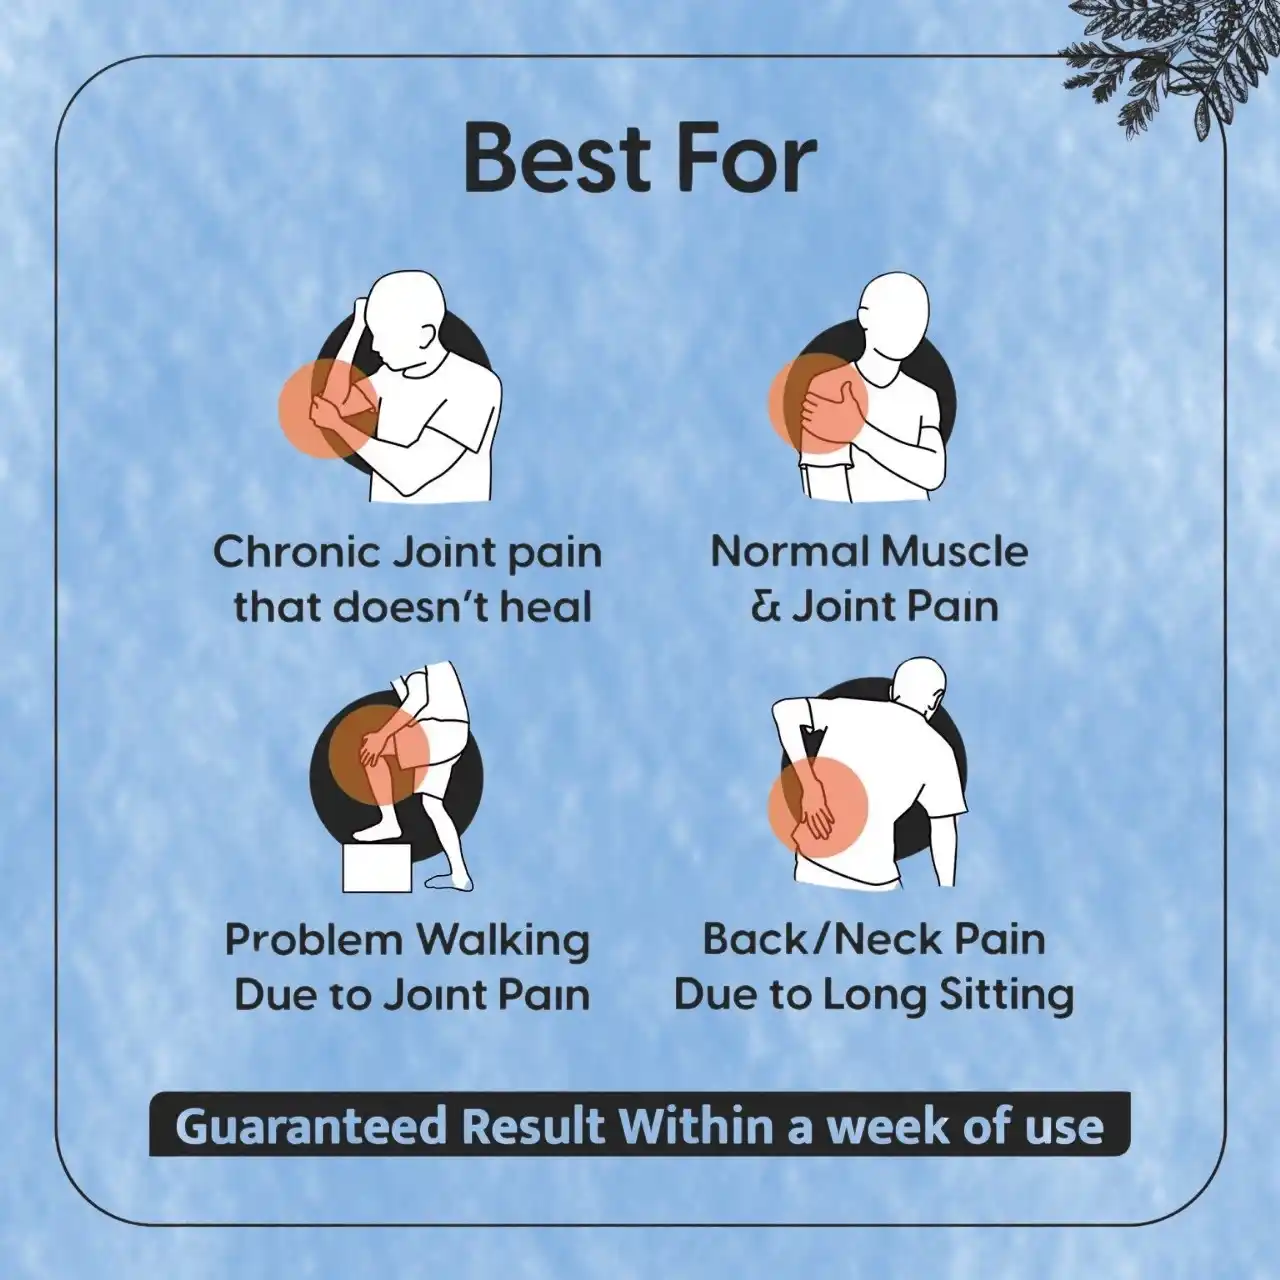 Best For
Chronic Joint pain
that doesn't heal
Normal Muscle
& Joint Pain
Problem Walking
Due to Joint Pain
Back/Neck Pain
Due to Long Sitting
Guaranteed Result Within a week of use